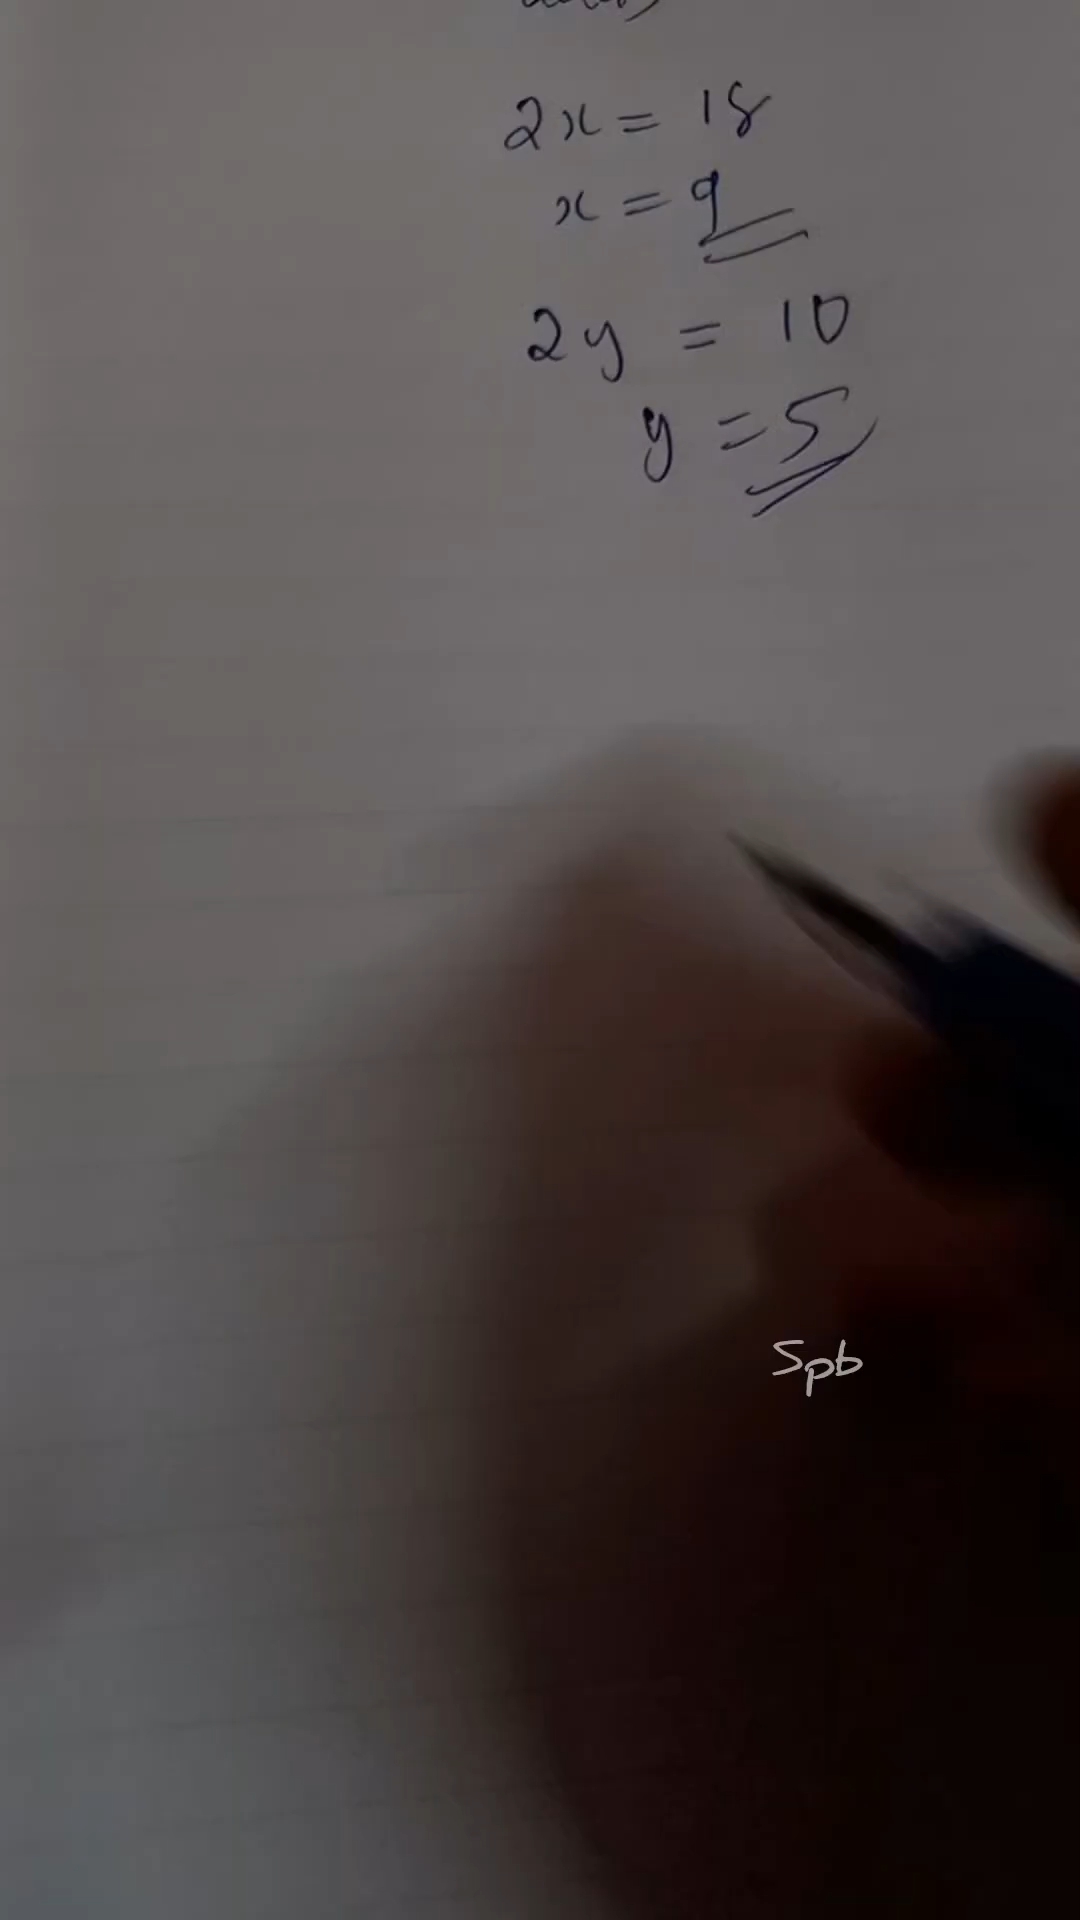 2x = 18
x = 9
2y = 10
y = 5
Spb